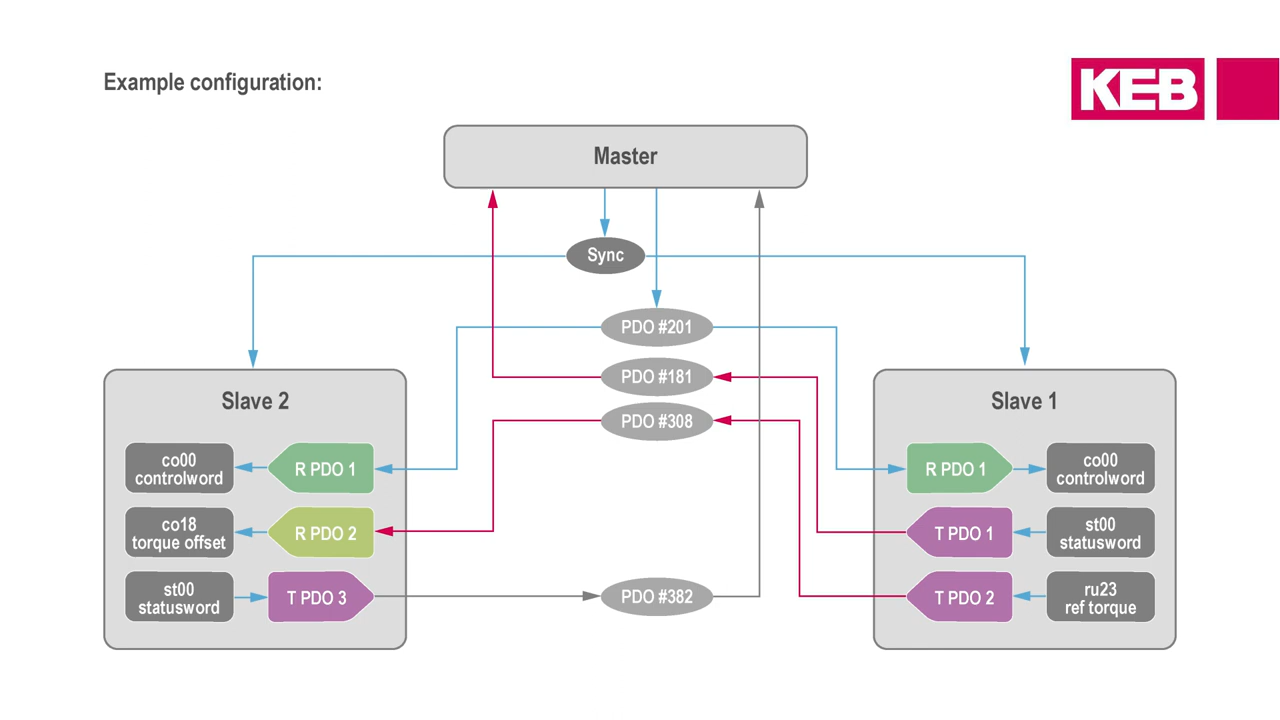 Example configuration:
KEB
Master
Sync
PDO #201
PDO #181
PDO #308
PDO #382
Slave 2
co00
controlword
R PDO 1
co18
torque offset
R PDO 2
st00
statusword
T PDO 3
Slave 1
R PDO 1
co00
controlword
T PDO 1
st00
statusword
T PDO 2
ru23
ref torque